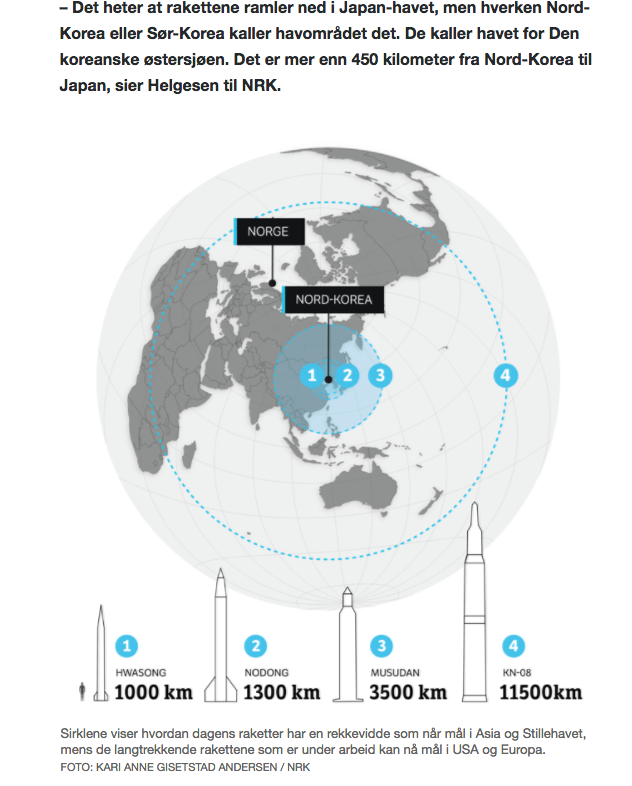 – Det heter at rakettene ramler ned i Japan-havet, men hverken Nord-
Korea eller Sør-Korea kaller havområdet det. De kaller havet for Den
koreanske østersjøen. Det er mer enn 450 kilometer fra Nord-Korea til
Japan, sier Helgesen til NRK.
NORGE
NORD-KOREA
1 2 3 4
1 2 3 4
HWASONG NODONG MUSUDAN KN-08
1000 km 1300 km 3500 km 11500km
Sirklene viser hvordan dagens raketter har en rekkevidde som når mål i Asia og Stillehavet,
mens de langtrekkende rakettene som er under arbeid kan nå mål i USA og Europa.
FOTO: KARI ANNE GISETSTAD ANDERSEN / NRK